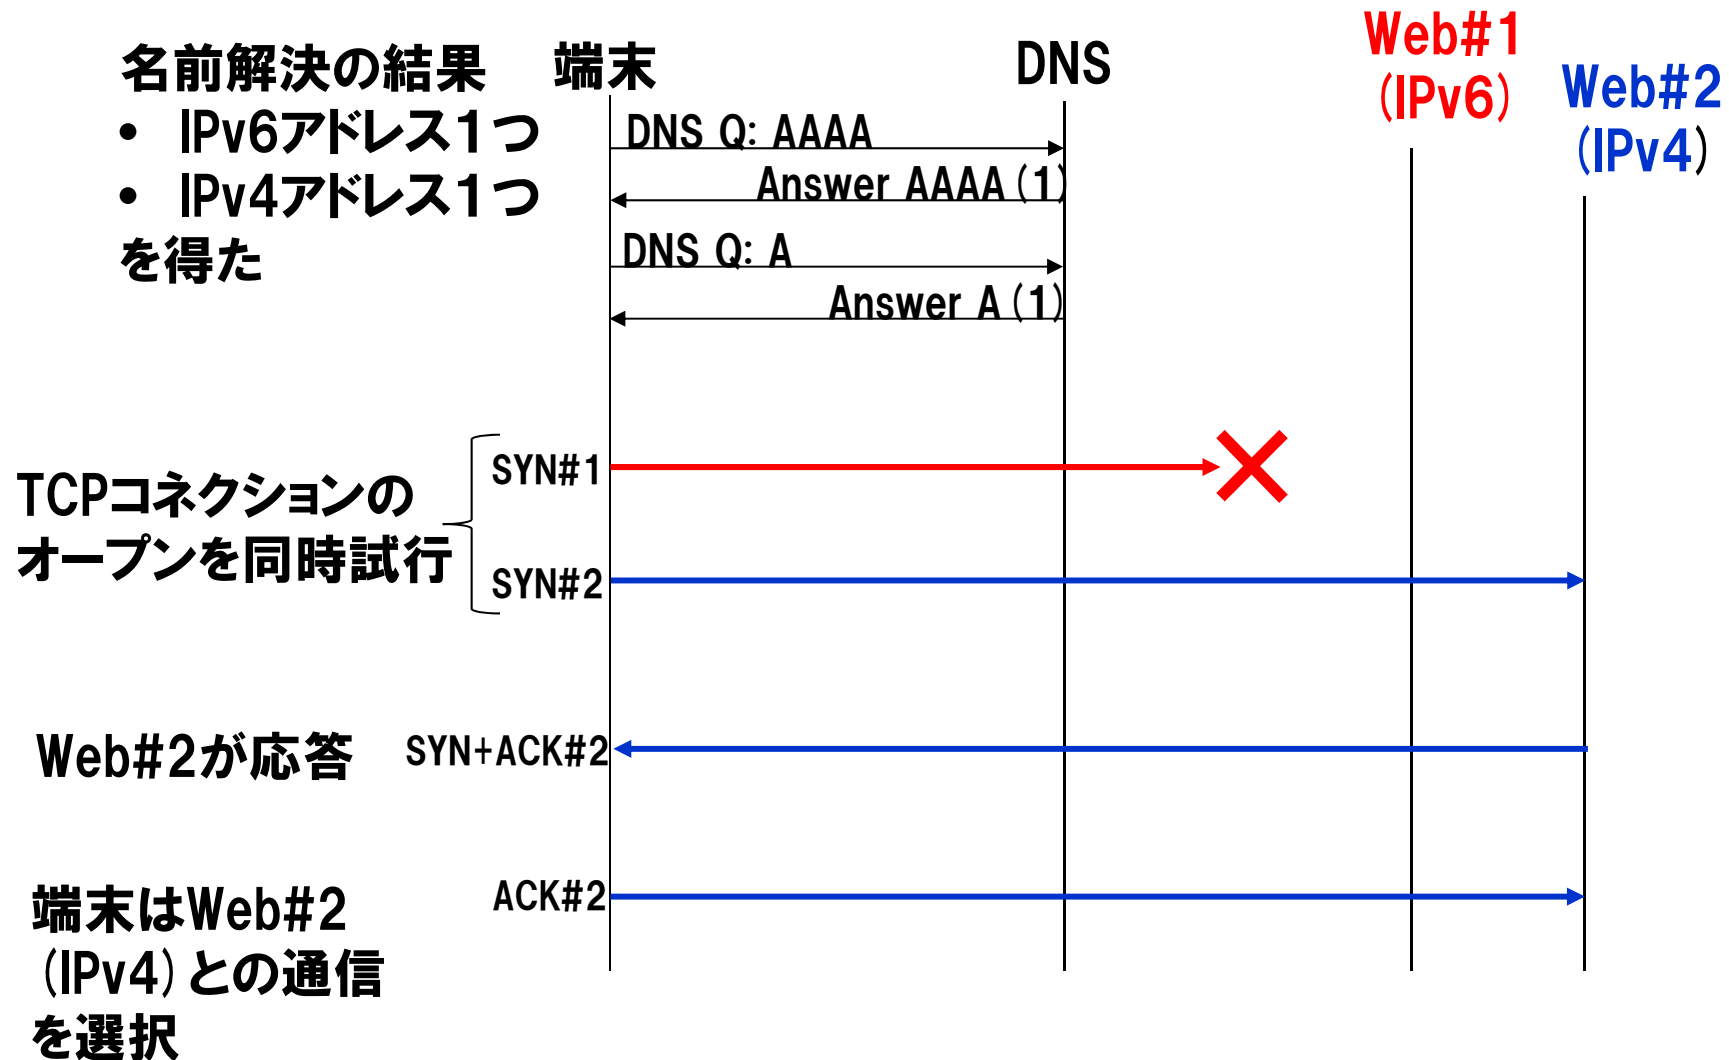 名前解決の結果
• IPv6アドレス1つ
• IPv4アドレス1つ
を得た
端末
DNS
Web#1
(IPv6)
Web#2
(IPv4)
DNS Q: AAAA
Answer AAAA(1)
DNS Q: A
Answer A(1)
TCPコネクションの
オープンを同時試行
SYN#1
SYN#2
Web#2が応答
SYN+ACK#2
端末はWeb#2
(IPv4)との通信
を選択
ACK#2